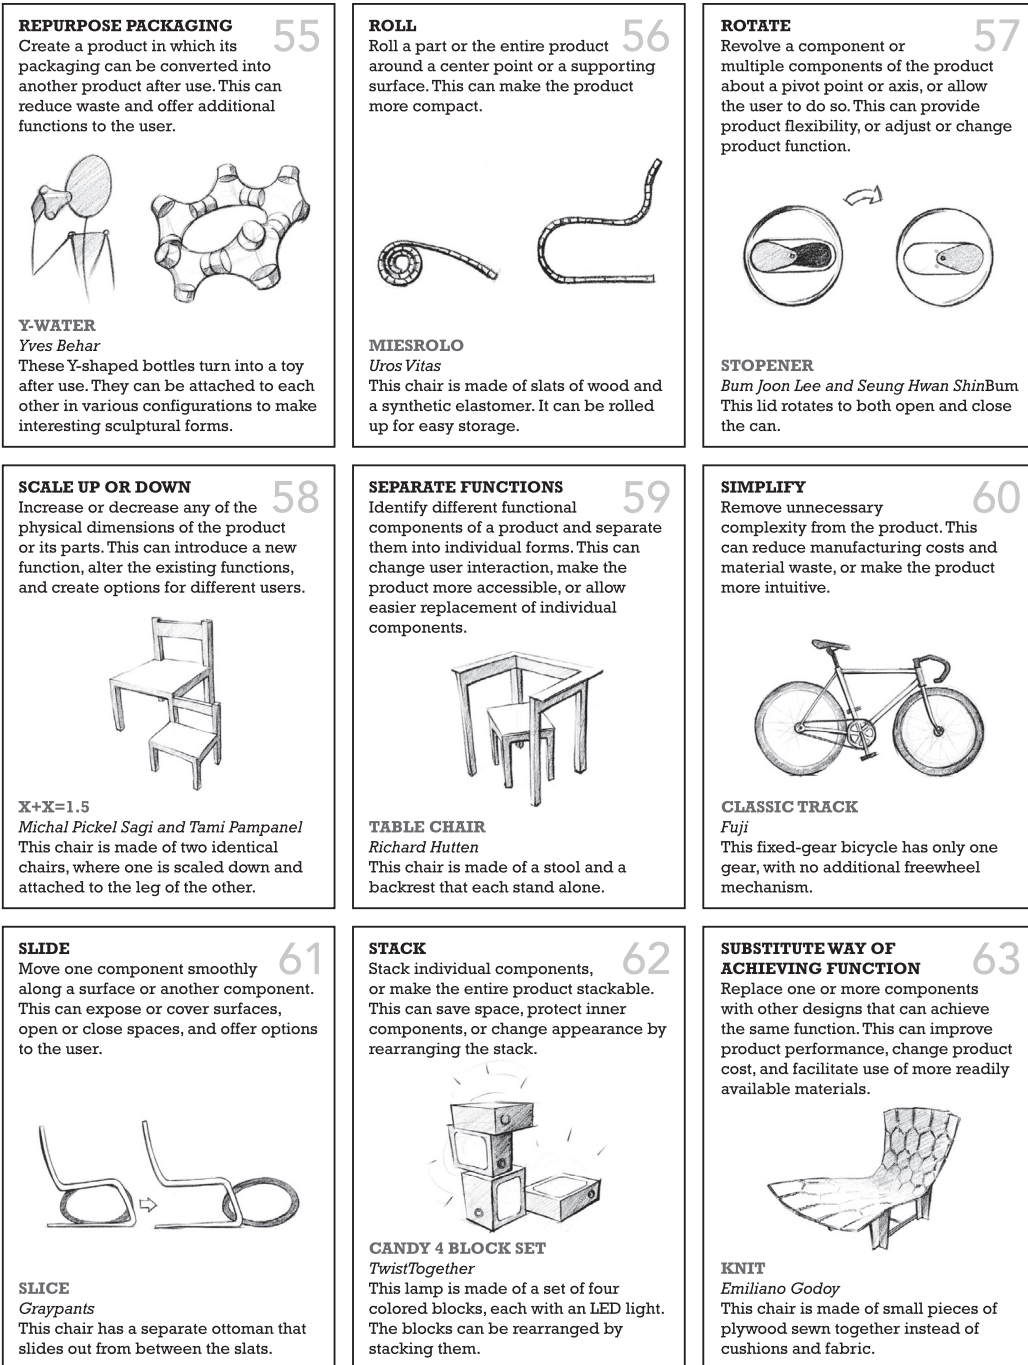 REPURPOSE PACKAGING
55
Create a product in which its
packaging can be converted into
another product after use. This can
reduce waste and offer additional
functions to the user.
Y-WATER
Yves Behar
These Y-shaped bottles turn into a toy
after use. They can be attached to each
other in various configurations to make
interesting sculptural forms.
ROLL
56
Roll a part or the entire product
around a center point or a supporting
surface. This can make the product
more compact.
MIESROLO
Uros Vitas
This chair is made of slats of wood and
a synthetic elastomer. It can be rolled
up for easy storage.
ROTATE
57
Revolve a component or
multiple components of the product
about a pivot point or axis, or allow
the user to do so. This can provide
product flexibility, or adjust or change
product function.
STOPENER
Bum Joon Lee and Seung Hwan ShinBum
This lid rotates to both open and close
the can.
SCALE UP OR DOWN
58
Increase or decrease any of the
physical dimensions of the product
or its parts. This can introduce a new
function, alter the existing functions,
and create options for different users.
X+X=1.5
Michal Pickel Sagi and Tami Pampanel
This chair is made of two identical
chairs, where one is scaled down and
attached to the leg of the other.
SEPARATE FUNCTIONS
59
Identify different functional
components of a product and separate
them into individual forms. This can
change user interaction, make the
product more accessible, or allow
easier replacement of individual
components.
TABLE CHAIR
Richard Hutten
This chair is made of a stool and a
backrest that each stand alone.
SIMPLIFY
60
Remove unnecessary
complexity from the product. This
can reduce manufacturing costs and
material waste, or make the product
more intuitive.
CLASSIC TRACK
Fuji
This fixed-gear bicycle has only one
gear, with no additional freewheel
mechanism.
SLIDE
61
Move one component smoothly
along a surface or another component.
This can expose or cover surfaces,
open or close spaces, and offer options
to the user.
SLICE
Graypants
This chair has a separate ottoman that
slides out from between the slats.
STACK
62
Stack individual components,
or make the entire product stackable.
This can save space, protect inner
components, or change appearance by
rearranging the stack.
CANDY 4 BLOCK SET
TwistTogether
This lamp is made of a set of four
colored blocks, each with an LED light.
The blocks can be rearranged by
stacking them.
SUBSTITUTE WAY OF
ACHIEVING FUNCTION
63
Replace one or more components
with other designs that can achieve
the same function. This can improve
product performance, change product
cost, and facilitate use of more readily
available materials.
KNIT
Emiliano Godoy
This chair is made of small pieces of
plywood sewn together instead of
cushions and fabric.